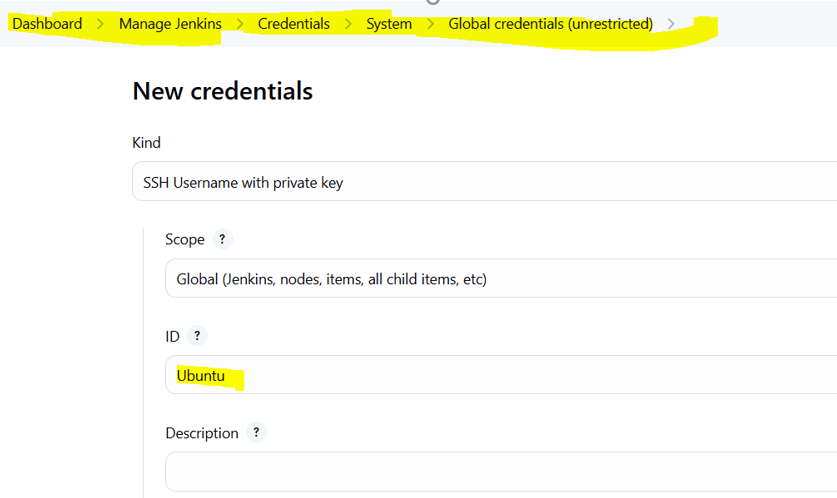 Dashboard > Manage Jenkins > Credentials > System > Global credentials (unrestricted) >
New credentials
Kind
SSH Username with private key
Scope ?
Global (Jenkins, nodes, items, all child items, etc)
ID ?
Ubuntu
Description ?